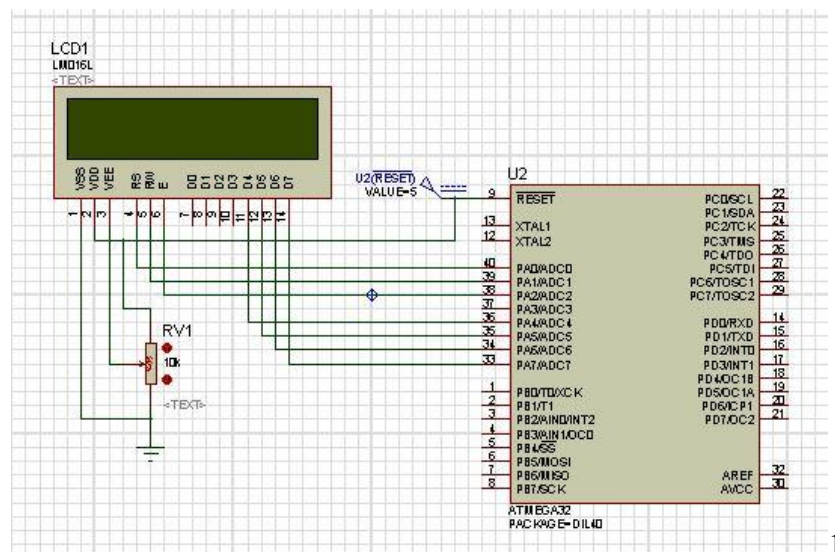 LCD1
LM016L
<TEXT>
VSS VDD VEE RS RW E D0 D1 D2 D3 D4 D5 D6 D7
1 2 3 4 5 6 7 8 9 10 11 12 13 14
U2(RESET)
VALUE=5
U2
9 RESET
13 XTAL1
12 XTAL2
40 PA0/ADC0
39 PA1/ADC1
38 PA2/ADC2
37 PA3/ADC3
36 PA4/ADC4
35 PA5/ADC5
34 PA6/ADC6
33 PA7/ADC7
1 PB0/T0/XCK
2 PB1/T1
3 PB2/AIN0/INT2
4 PB3/AIN1/OC0
5 PB4/SS
6 PB5/MOSI
7 PB6/MISO
8 PB7/SCK
PC0/SCL 22
PC1/SDA 23
PC2/TCK 24
PC3/TMS 25
PC4/TDO 26
PC5/TDI 27
PC6/TOSC1 28
PC7/TOSC2 29
PD0/RXD 14
PD1/TXD 15
PD2/INT0 16
PD3/INT1 17
PD4/OC1B 18
PD5/OC1A 19
PD6/ICP1 20
PD7/OC2 21
AREF 32
AVCC 30
ATMEGA32
PACKAGE=DIL40
RV1
10k
<TEXT>